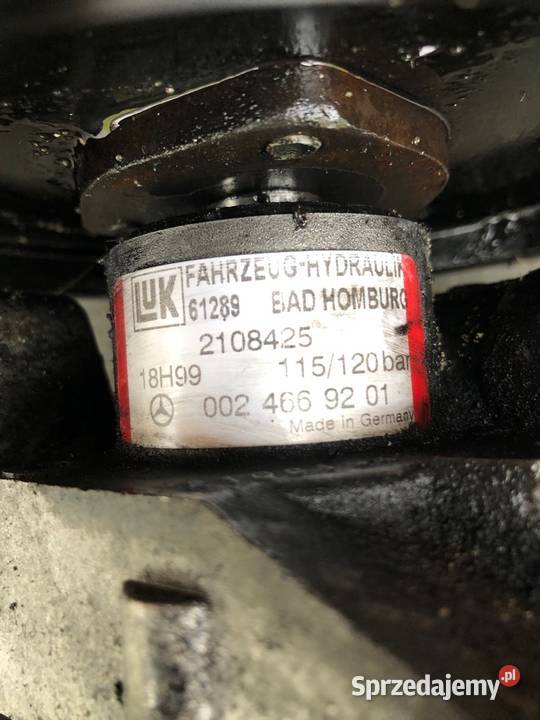 LUK FAHRZEUG-HYDRAULIK
61289 BAD HOMBURG
2108425
18H99 115/120 bar
002 466 92 01
Made in Germany
Sprzedajemy.pl